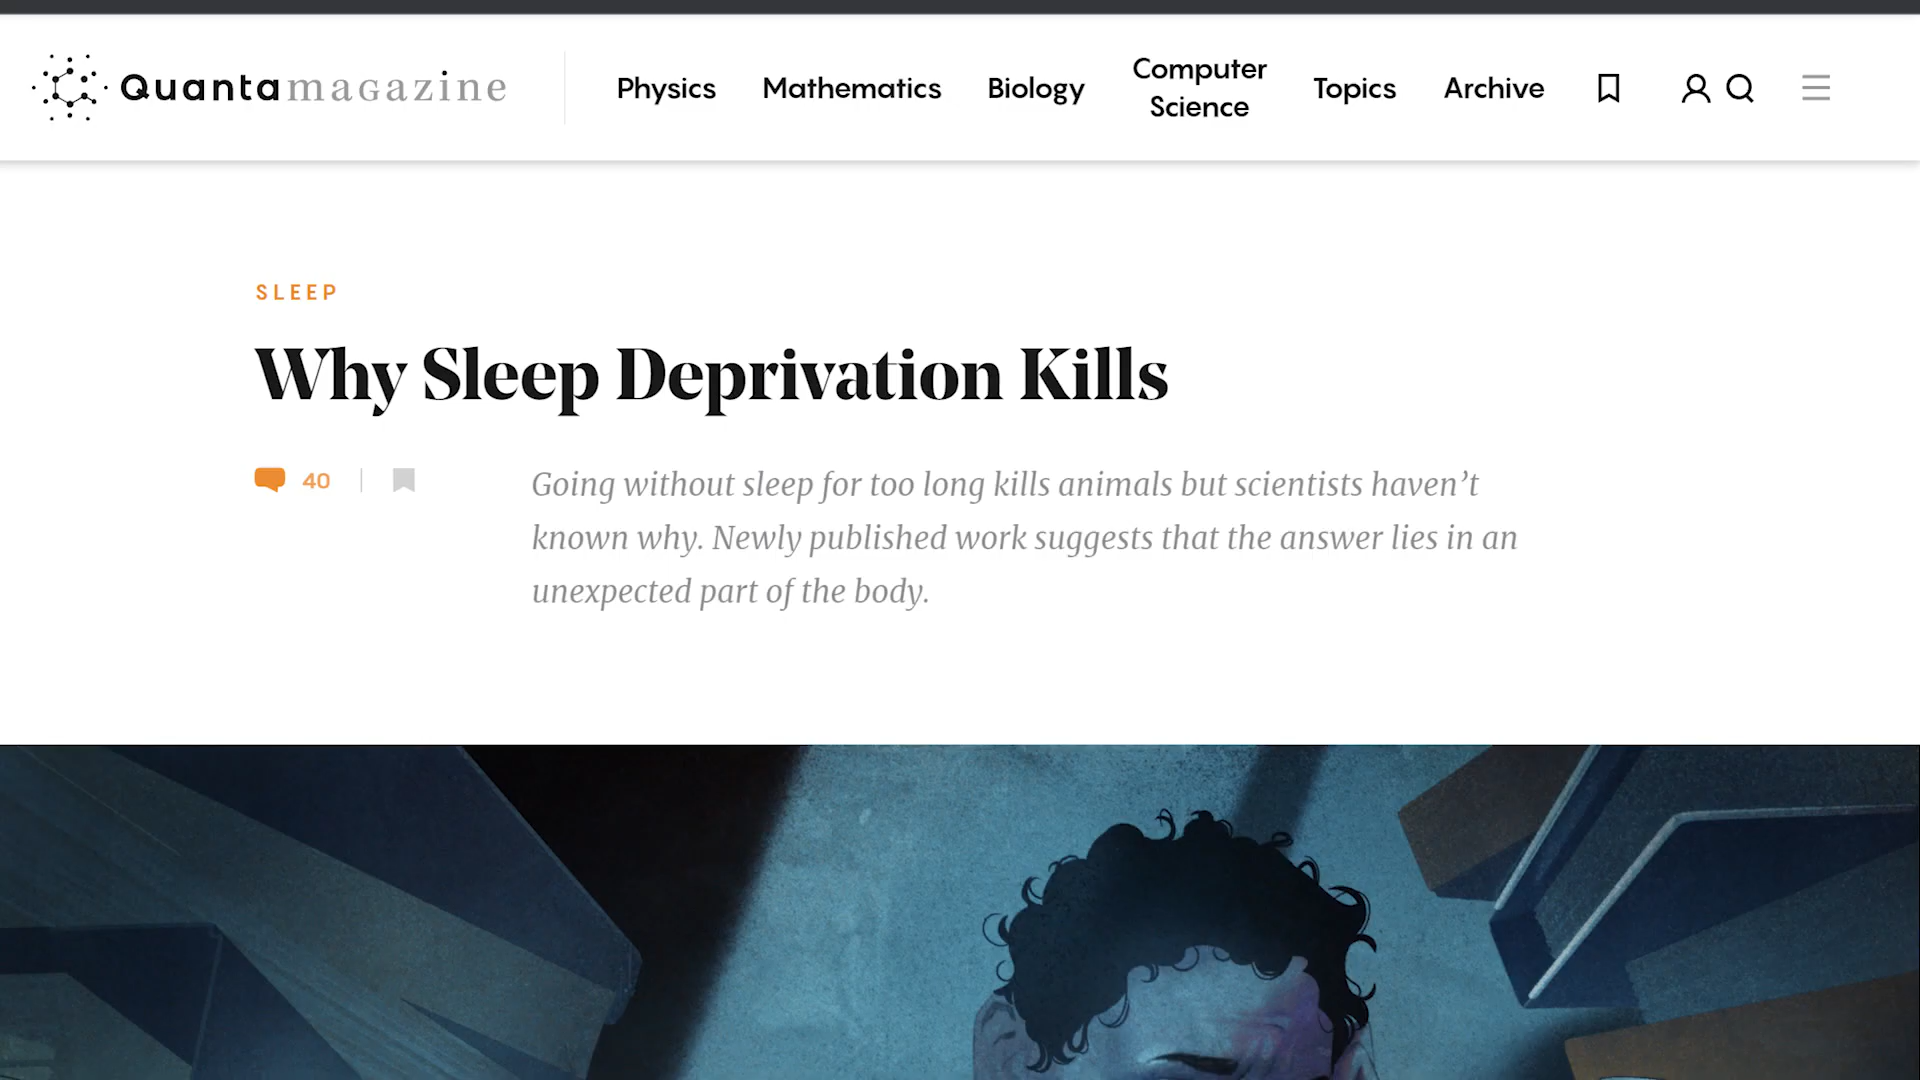 Quantamagazine
Physics
Mathematics
Biology
Computer
Science
Topics
Archive
SLEEP
Why Sleep Deprivation Kills
40
Going without sleep for too long kills animals but scientists haven’t
known why. Newly published work suggests that the answer lies in an
unexpected part of the body.